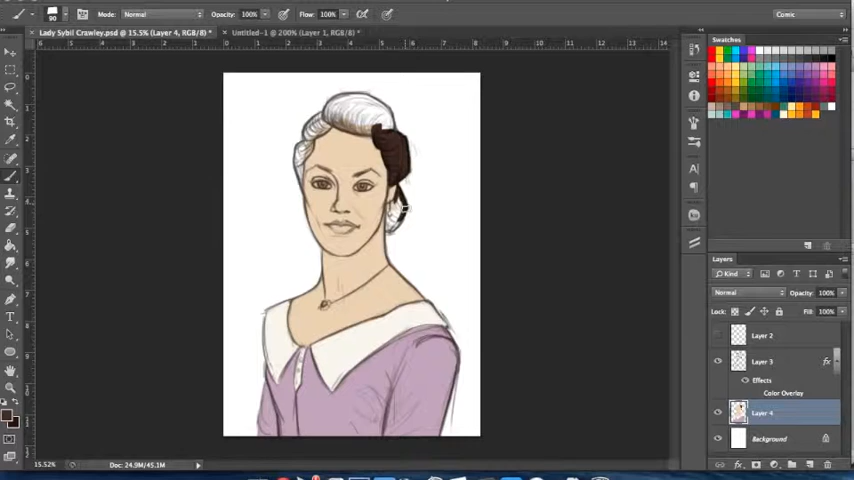 90 Mode: Normal Opacity: 100% Flow: 100% Comic
Lady Sybil Crawley.psd @ 15.5% (Layer 4, RGB/8) * Untitled-1 @ 200% (Layer 1, RGB/8) *
Swatches
Layers
Kind
Normal Opacity: 100%
Lock: Fill: 100%
Layer 2
Layer 3 fx
Effects
Color Overlay
Layer 4
Background
15.52% Doc: 24.9M/45.1M